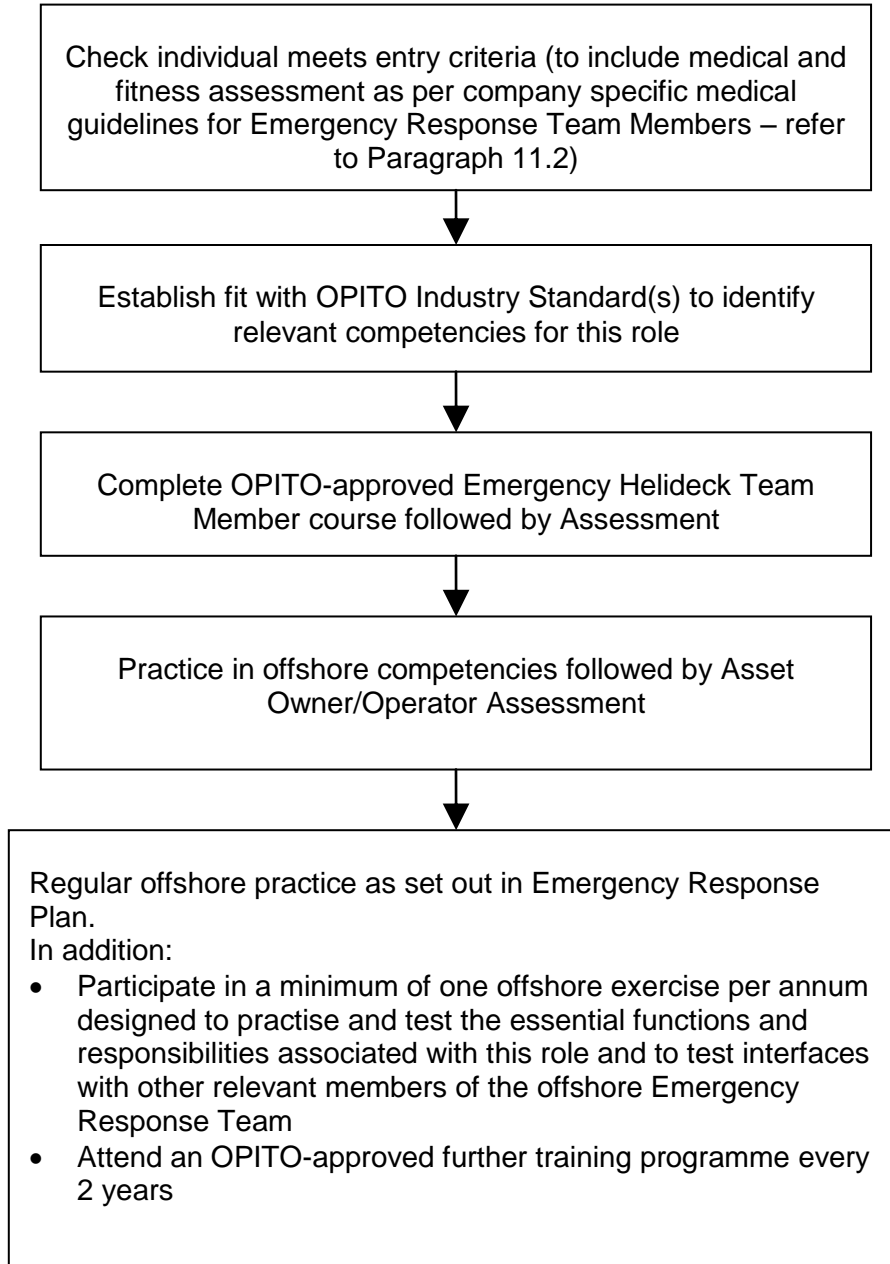 Check individual meets entry criteria (to include medical and
fitness assessment as per company specific medical
guidelines for Emergency Response Team Members – refer
to Paragraph 11.2)
Establish fit with OPITO Industry Standard(s) to identify
relevant competencies for this role
Complete OPITO-approved Emergency Helideck Team
Member course followed by Assessment
Practice in offshore competencies followed by Asset
Owner/Operator Assessment
Regular offshore practice as set out in Emergency Response
Plan.
In addition:
• Participate in a minimum of one offshore exercise per annum
designed to practise and test the essential functions and
responsibilities associated with this role and to test interfaces
with other relevant members of the offshore Emergency
Response Team
• Attend an OPITO-approved further training programme every
2 years